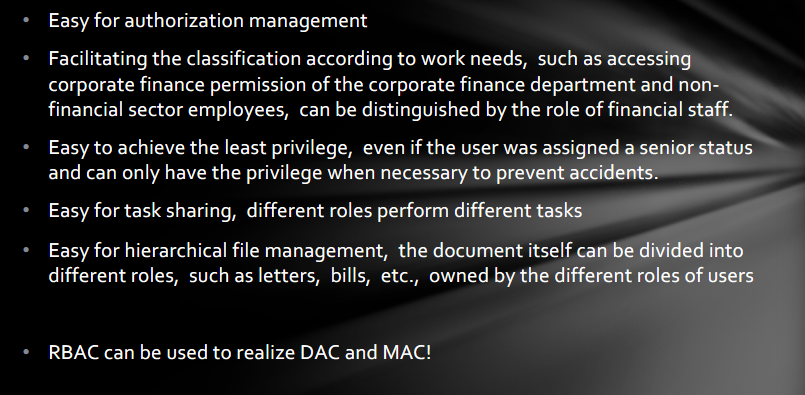 • Easy for authorization management
• Facilitating the classification according to work needs, such as accessing
corporate finance permission of the corporate finance department and non-
financial sector employees, can be distinguished by the role of financial staff.
• Easy to achieve the least privilege, even if the user was assigned a senior status
and can only have the privilege when necessary to prevent accidents.
• Easy for task sharing, different roles perform different tasks
• Easy for hierarchical file management, the document itself can be divided into
different roles, such as letters, bills, etc., owned by the different roles of users
• RBAC can be used to realize DAC and MAC!